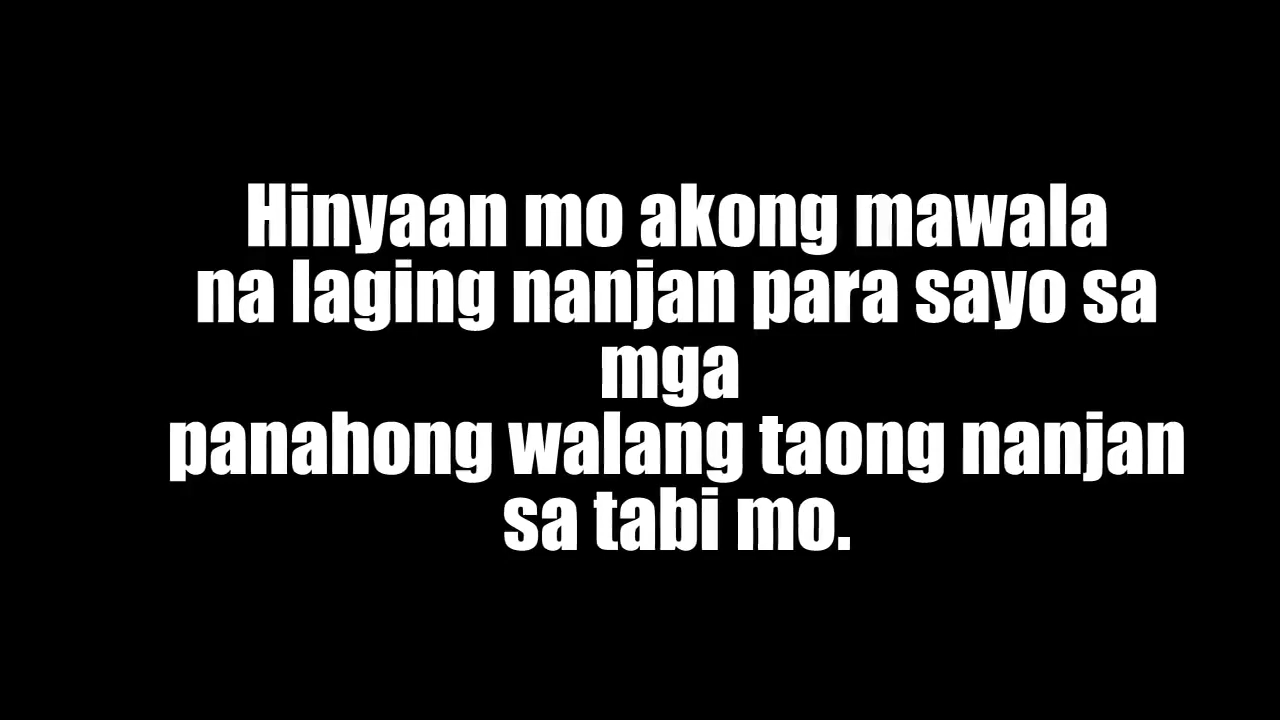 Hinyaan mo akong mawala
na laging nanjan para sayo sa
mga
panahong walang taong nanjan
sa tabi mo.